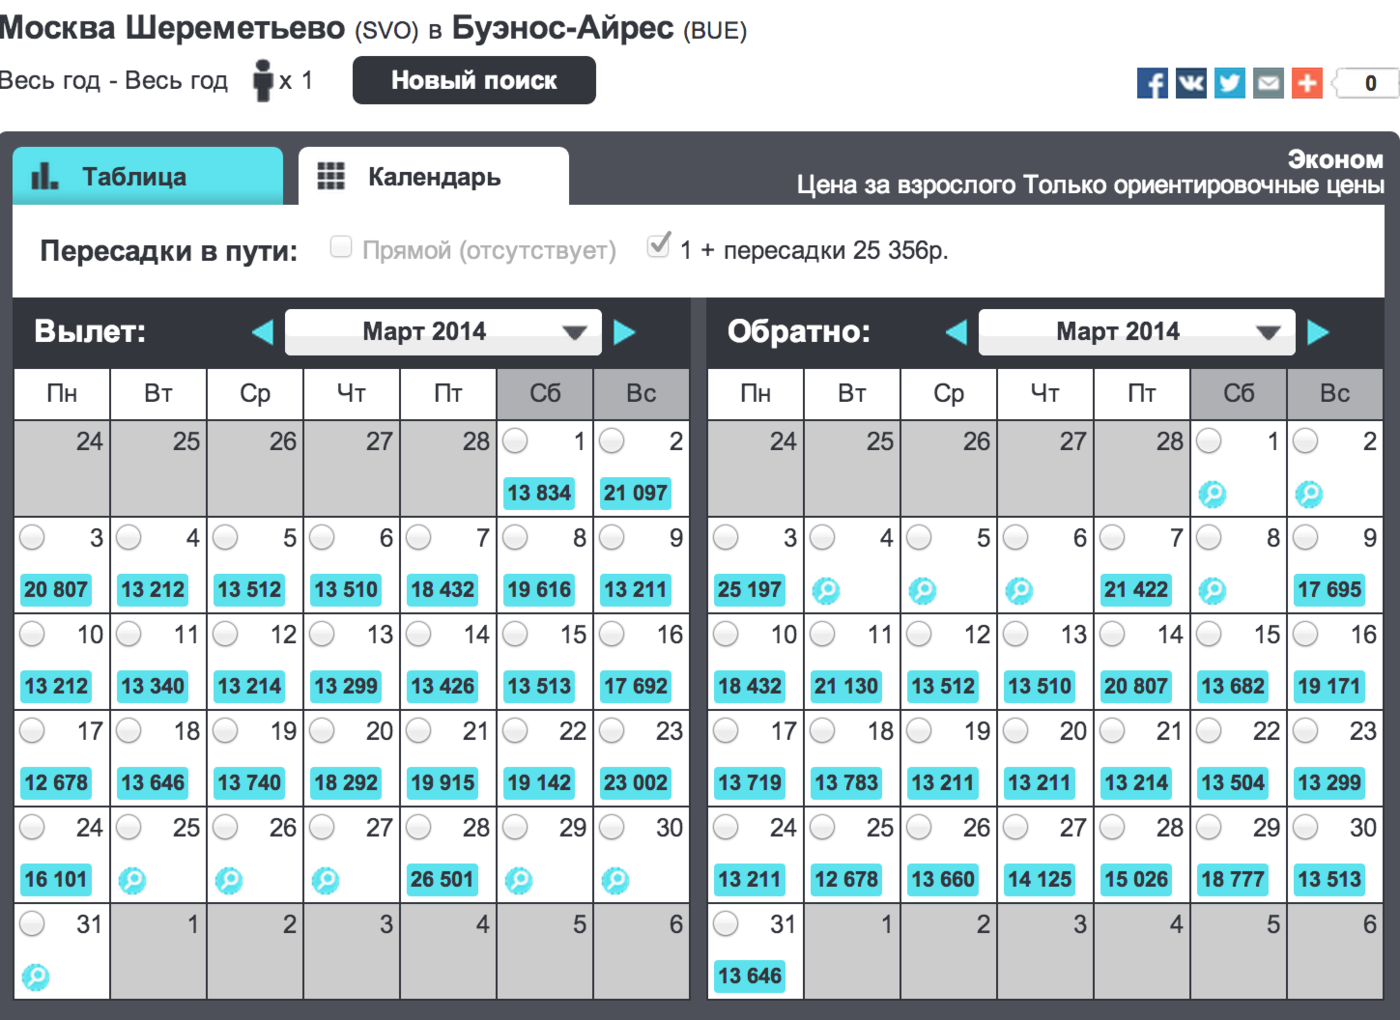 Москва Шереметьево (SVO) в Буэнос-Айрес (BUE)
Весь год - Весь год x 1 Новый поиск
0
Таблица Календарь
Эконом
Цена за взрослого Только ориентировочные цены
Пересадки в пути: Прямой (отсутствует) 1 + пересадки 25 356р.
Вылет: Март 2014
Пн Вт Ср Чт Пт Сб Вс
24 25 26 27 28 1 2
13 834 21 097
3 4 5 6 7 8 9
20 807 13 212 13 512 13 510 18 432 19 616 13 211
10 11 12 13 14 15 16
13 212 13 340 13 214 13 299 13 426 13 513 17 692
17 18 19 20 21 22 23
12 678 13 646 13 740 18 292 19 915 19 142 23 002
24 25 26 27 28 29 30
16 101 26 501
31 1 2 3 4 5 6
Обратно: Март 2014
Пн Вт Ср Чт Пт Сб Вс
24 25 26 27 28 1 2
3 4 5 6 7 8 9
25 197 21 422 17 695
10 11 12 13 14 15 16
18 432 21 130 13 512 13 510 20 807 13 682 19 171
17 18 19 20 21 22 23
13 719 13 783 13 211 13 211 13 214 13 504 13 299
24 25 26 27 28 29 30
13 211 12 678 13 660 14 125 15 026 18 777 13 513
31 1 2 3 4 5 6
13 646